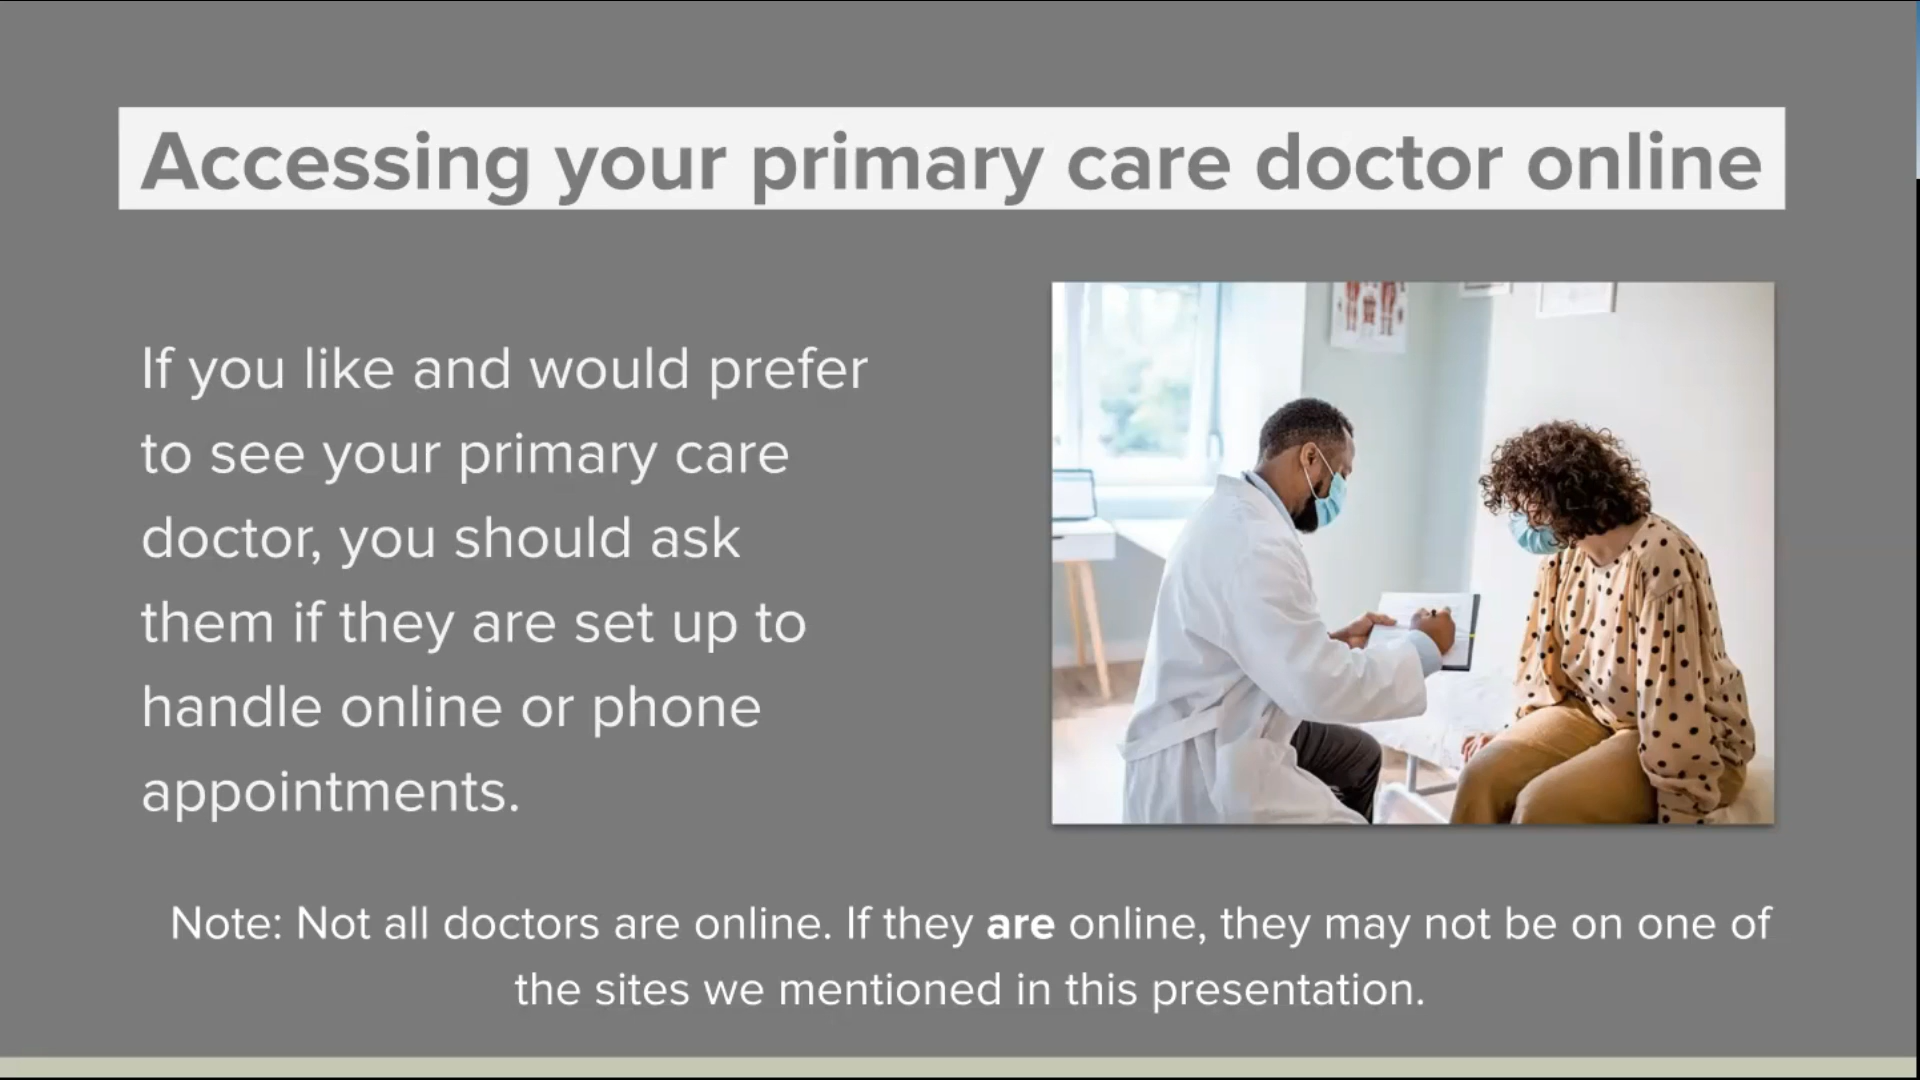 Accessing your primary care doctor online
If you like and would prefer
to see your primary care
doctor, you should ask
them if they are set up to
handle online or phone
appointments.
Note: Not all doctors are online. If they are online, they may not be on one of
the sites we mentioned in this presentation.